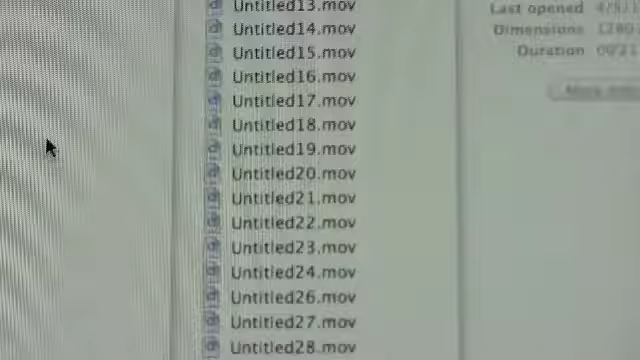 Untitled13.mov
Untitled14.mov
Untitled15.mov
Untitled16.mov
Untitled17.mov
Untitled18.mov
Untitled19.mov
Untitled20.mov
Untitled21.mov
Untitled22.mov
Untitled23.mov
Untitled24.mov
Untitled26.mov
Untitled27.mov
Untitled28.mov
Last opened
Dimensions
Duration